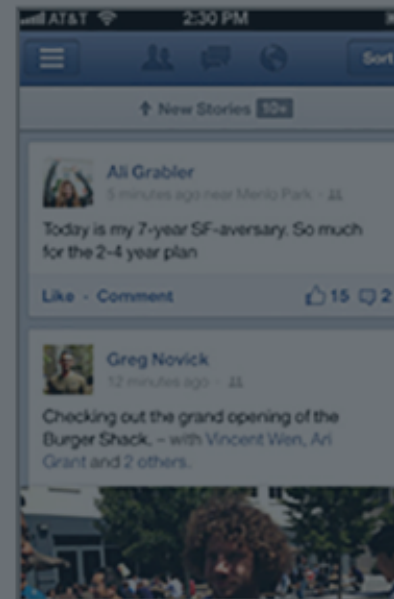 AT&T 2:30 PM
Sort
↑ New Stories 10+
Ali Grabler
5 minutes ago near Menlo Park ·
Today is my 7-year SF-aversary. So much
for the 2-4 year plan
Like · Comment 15 2
Greg Novick
12 minutes ago ·
Checking out the grand opening of the
Burger Shack. – with Vincent Wen, Ari
Grant and 2 others.